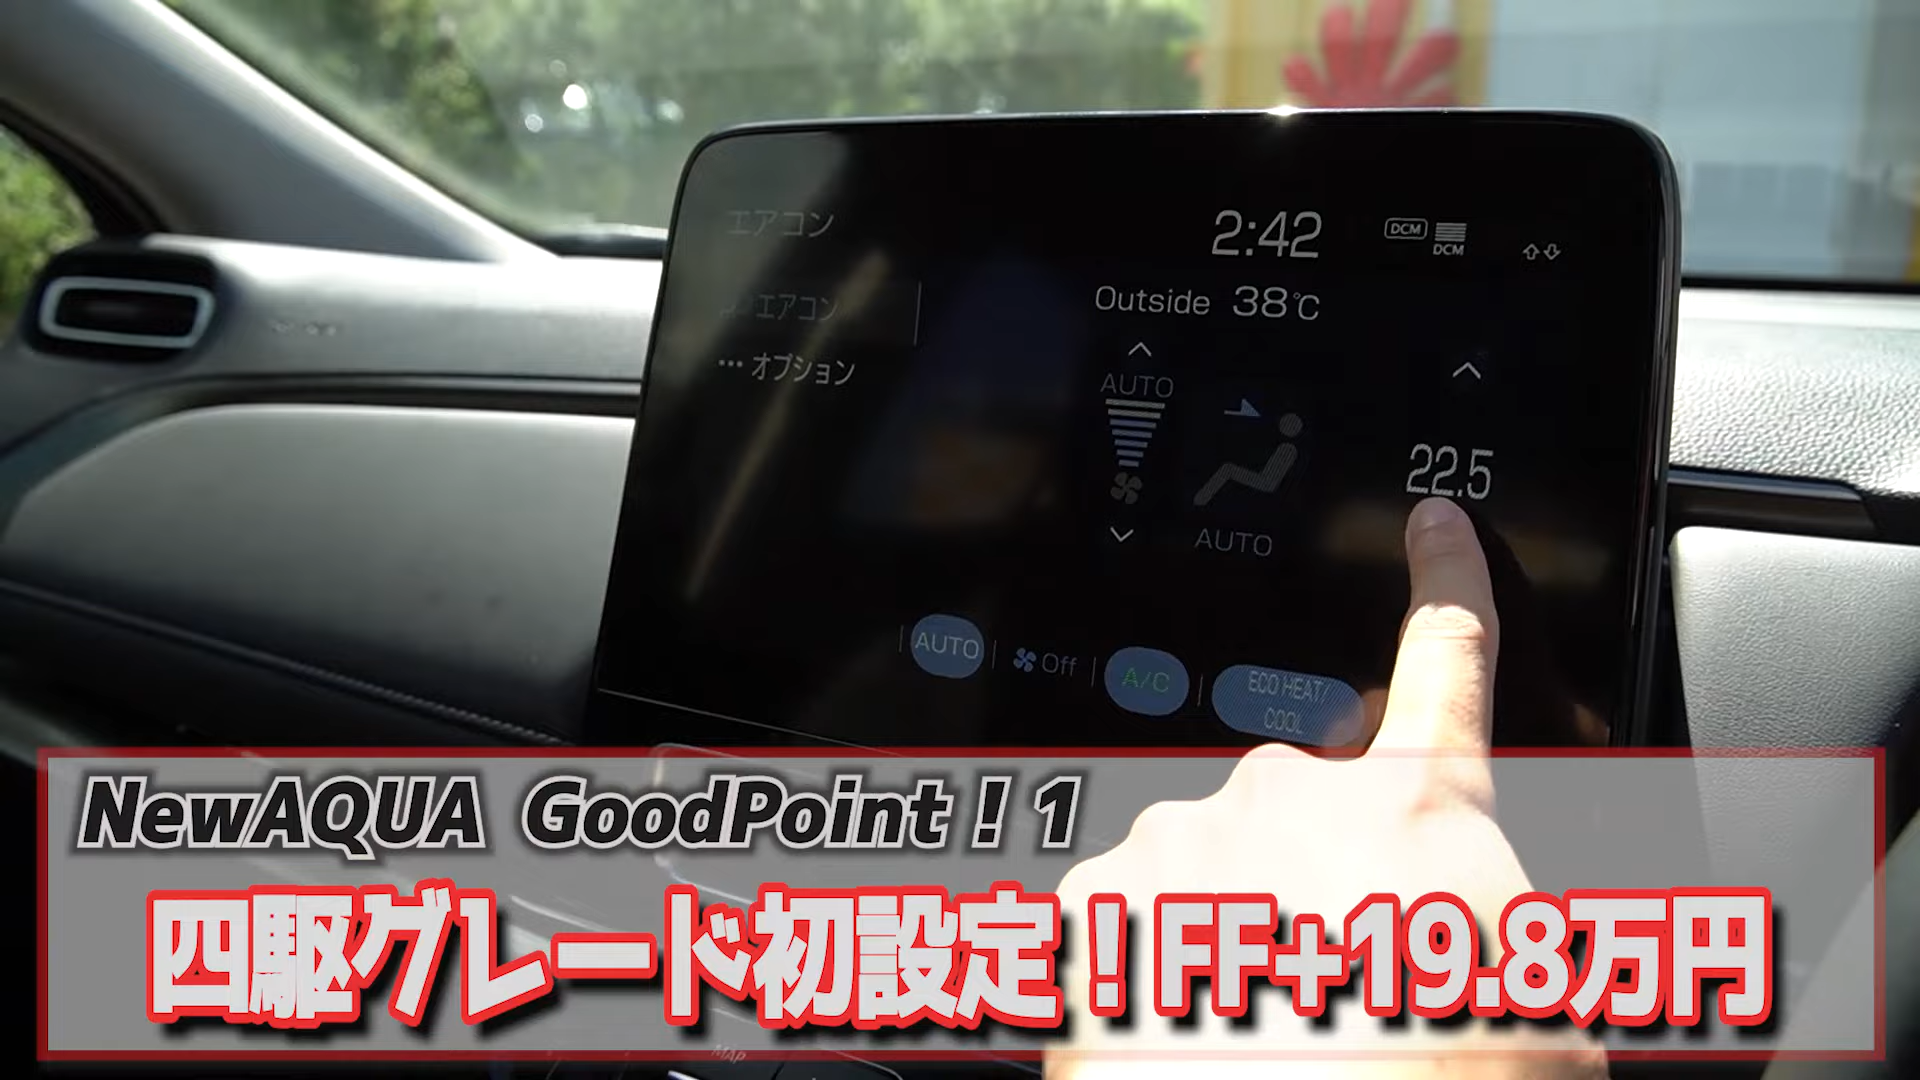 エアコン
2:42
DCM
DCM
エアコン
Outside 38℃
… オプション
AUTO
22.5
AUTO
AUTO
Off
A/C
ECO HEAT/
COOL
NewAQUA GoodPoint！1
四駆グレード初設定！FF+19.8万円
MAP